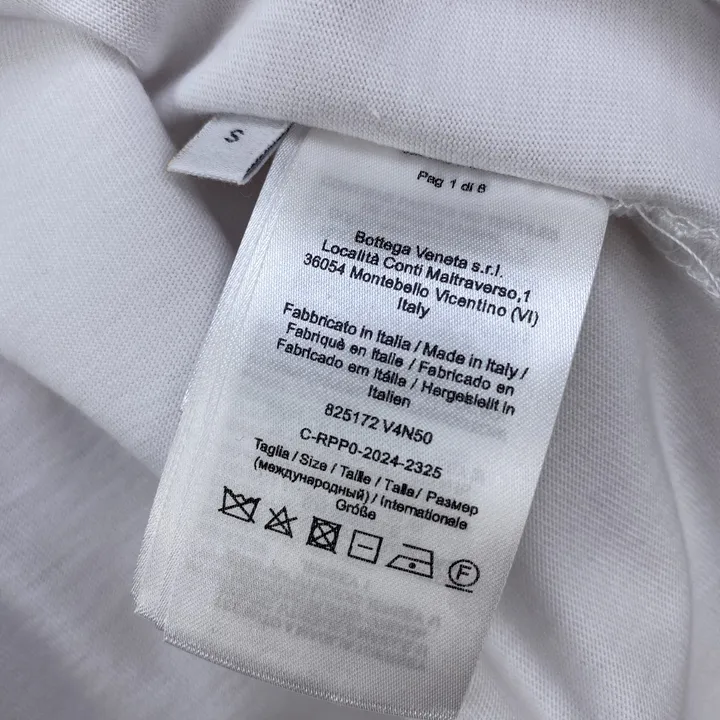 S
Pag 1 di 8
Bottega Veneta s.r.l.
Località Conti Maltraverso,1
36054 Montebello Vicentino (VI)
Italy
Fabbricato in Italia / Made in Italy /
Fabriqué en Italie / Fabricado en
Fabricado em Itália / Hergestellt in
Italien
825172 V4N50
C-RPP0-2024-2325
Taglia / Size / Taille / Talla / Размер
(международный) / Internationale
Größe
F